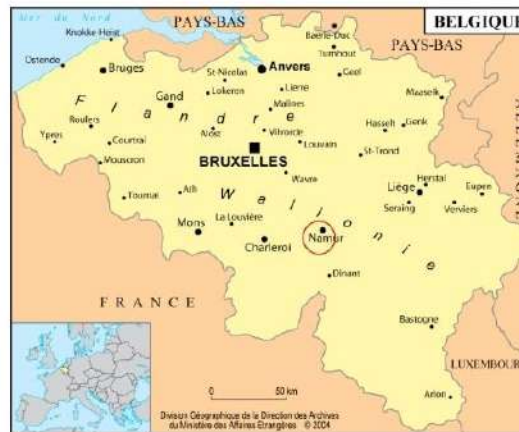 Mer du Nord
PAYS-BAS
BELGIQUE
Knokke Heist
Baerle-Duc
Turnhout
PAYS-BAS
Ostende
Bruges
St-Nicolas
Anvers
Geel
Lokeren
Lierre
Maaseik
Gand
Malines
Flandre
Roulers
Hasselt
Genk
Ypres
Courtrai
Alost
Vilvorde
Louvain
Mouscron
BRUXELLES
St-Trond
Wavre
Herstal
Tournai
Ath
Wallonie
Liège
Eupen
Seraing
Verviers
La Louvière
Mons
Namur
Charleroi
Dinant
ALLEMAGNE
FRANCE
Bastogne
LUXEMBOURG
Arlon
0 50 km
Division Géographique de la Direction des Archives
du Ministère des Affaires Etrangères © 2004